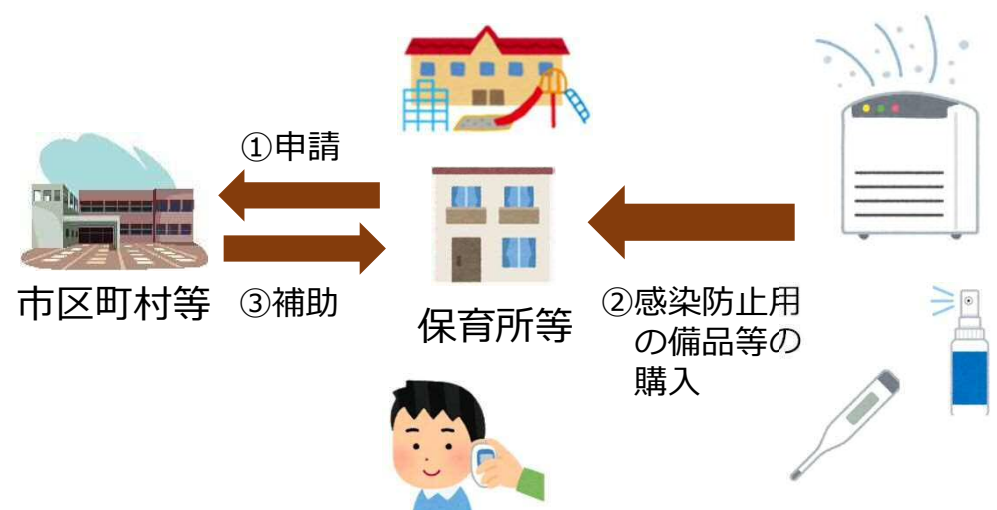 ①申請
市区町村等
③補助
保育所等
②感染防止用
の備品等の
購入